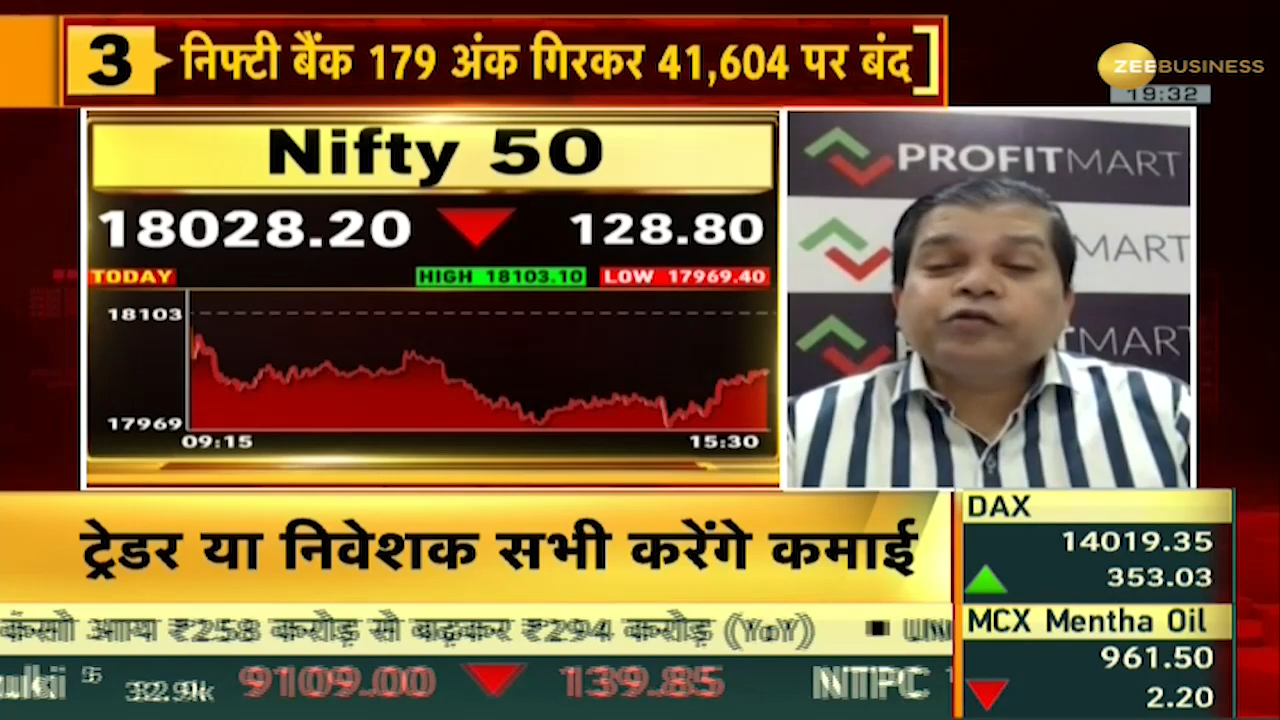 3
निफ्टी बैंक 179 अंक गिरकर 41,604 पर बंद
ZEEBUSINESS
19:32
Nifty 50
18028.20 128.80
TODAY HIGH 18103.10 LOW 17969.40
18103
17969
09:15 15:30
PROFITMART
MART
MART
ट्रेडर या निवेशक सभी करेंगे कमाई
DAX
14019.35
353.03
MCX Mentha Oil
961.50
2.20
आय ₹258 करोड़ से बढ़कर ₹294 करोड़ (YoY)
9109.00 139.85 NTPC